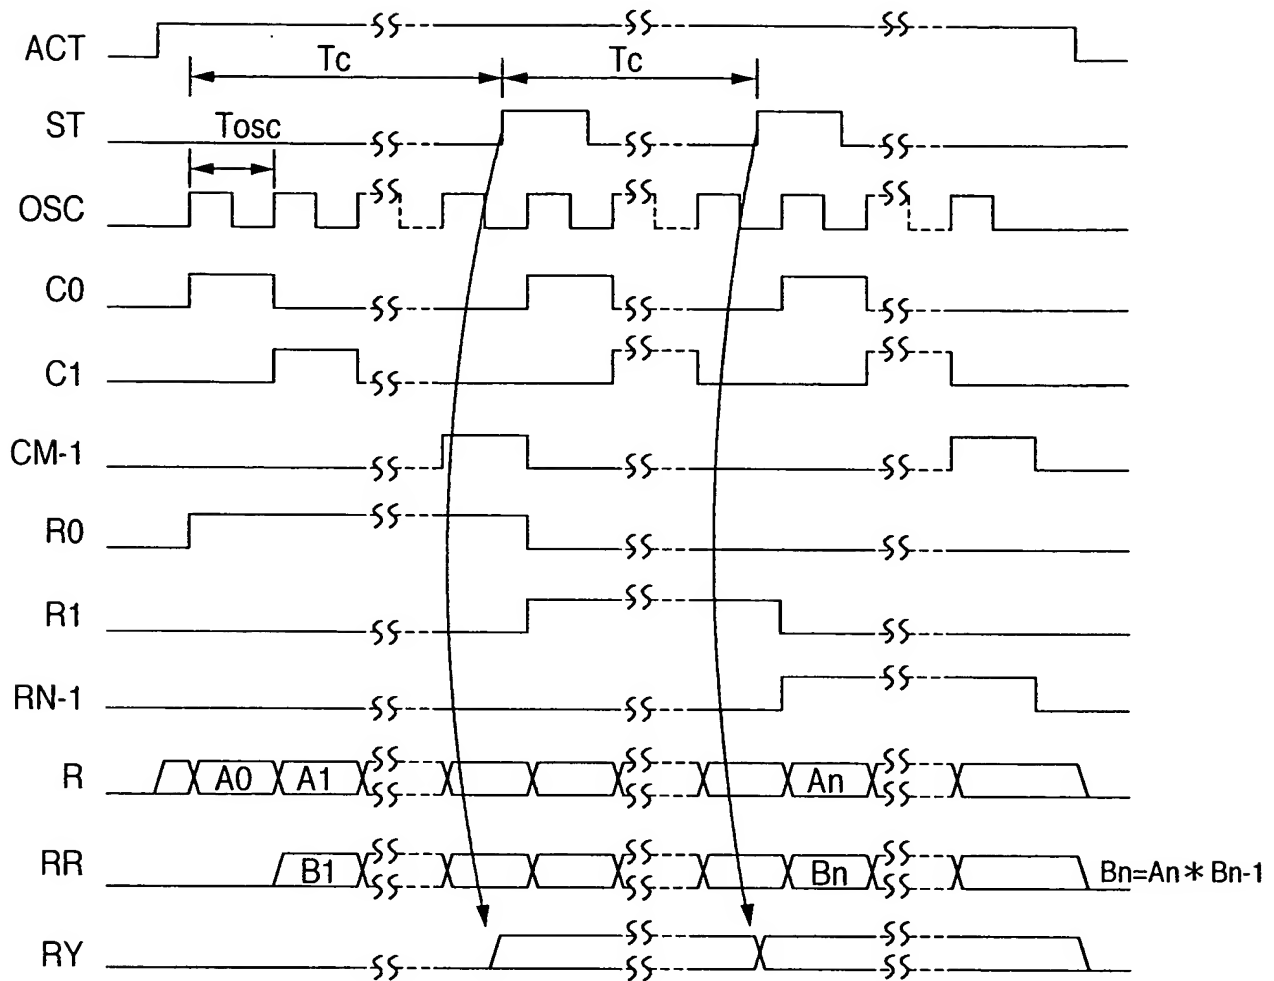 ACT
Tc Tc
ST
Tosc
OSC
C0
C1
CM-1
R0
R1
RN-1
R A0 A1 An
RR B1 Bn Bn=An*Bn-1
RY